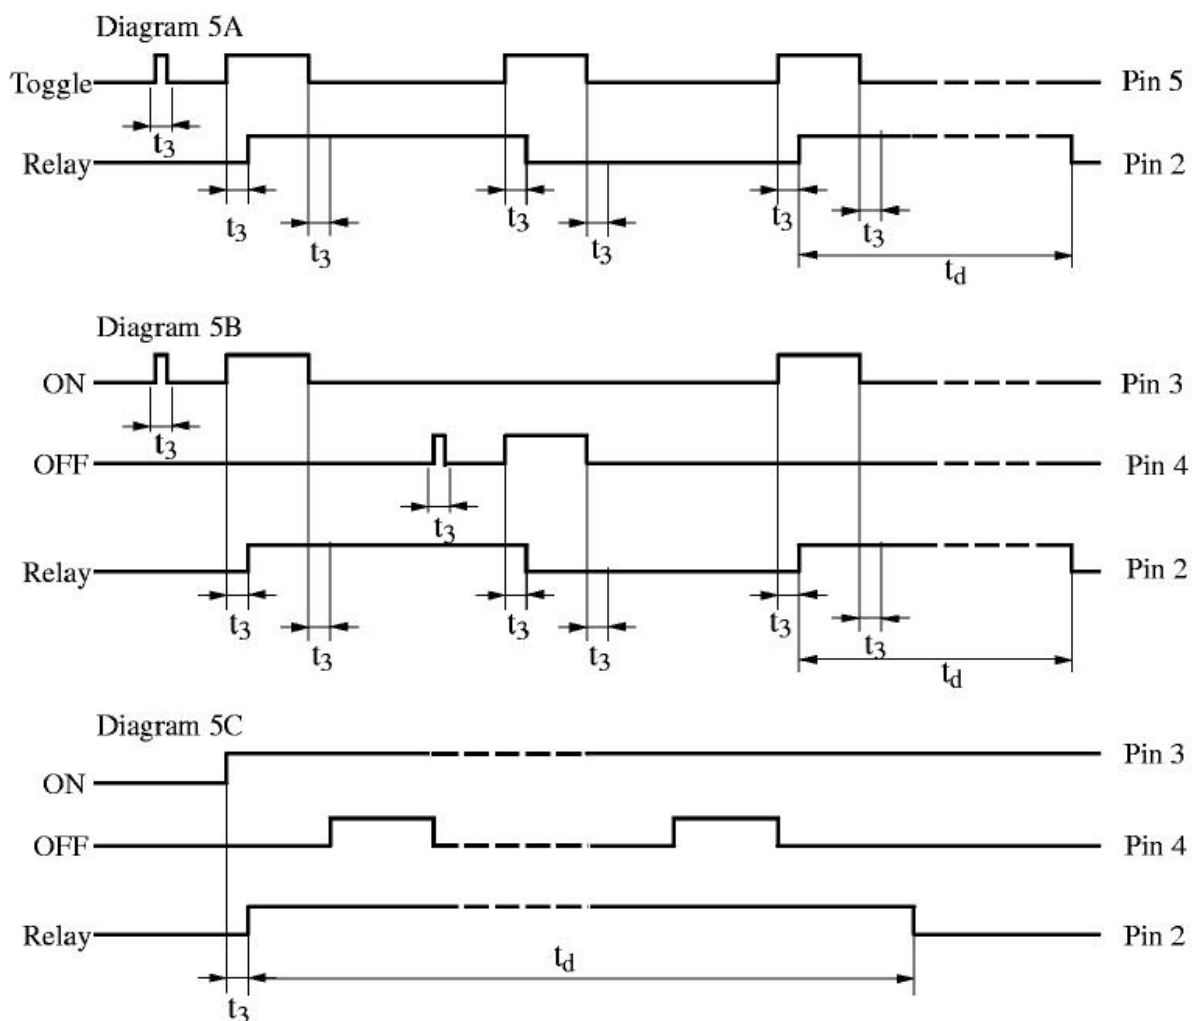 Diagram 5A
Toggle Pin 5
t3
Relay Pin 2
t3 t3 t3 t3 t3 t3
td
Diagram 5B
ON Pin 3
t3
OFF Pin 4
t3
Relay Pin 2
t3 t3 t3 t3 t3 t3
td
Diagram 5C
ON Pin 3
OFF Pin 4
Relay Pin 2
td
t3